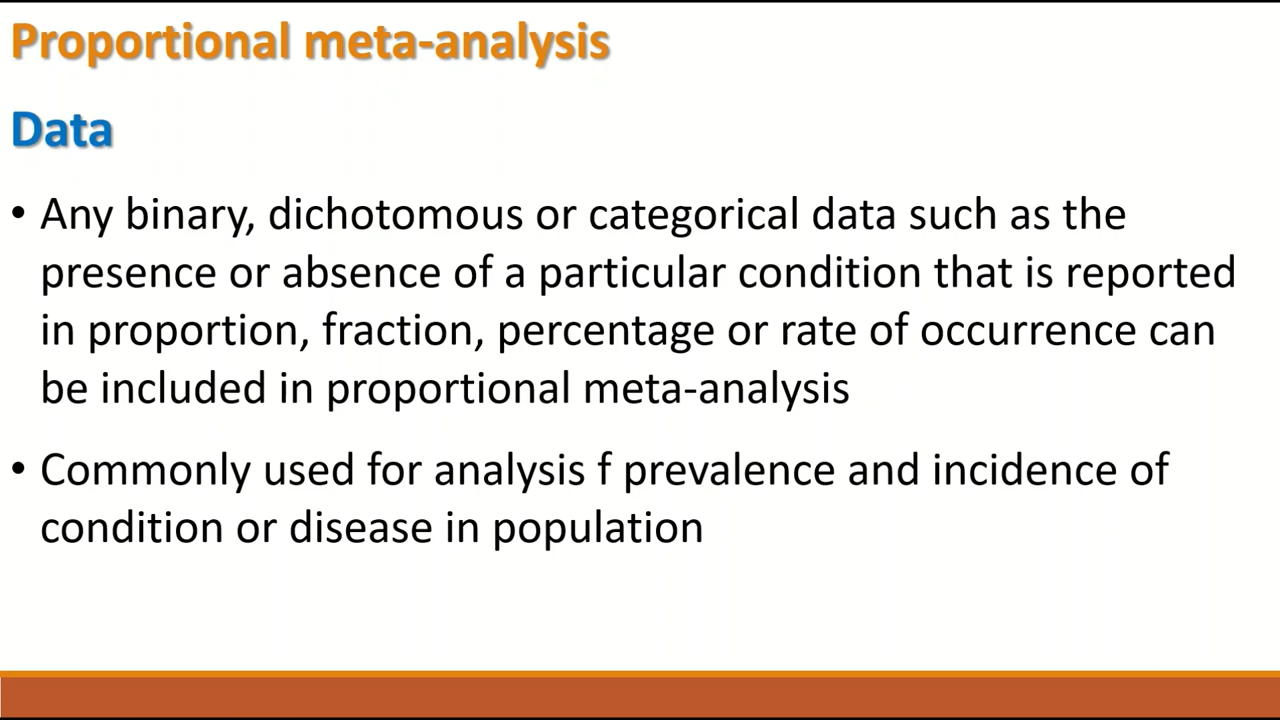 Proportional meta-analysis
Data
• Any binary, dichotomous or categorical data such as the
presence or absence of a particular condition that is reported
in proportion, fraction, percentage or rate of occurrence can
be included in proportional meta-analysis
• Commonly used for analysis f prevalence and incidence of
condition or disease in population